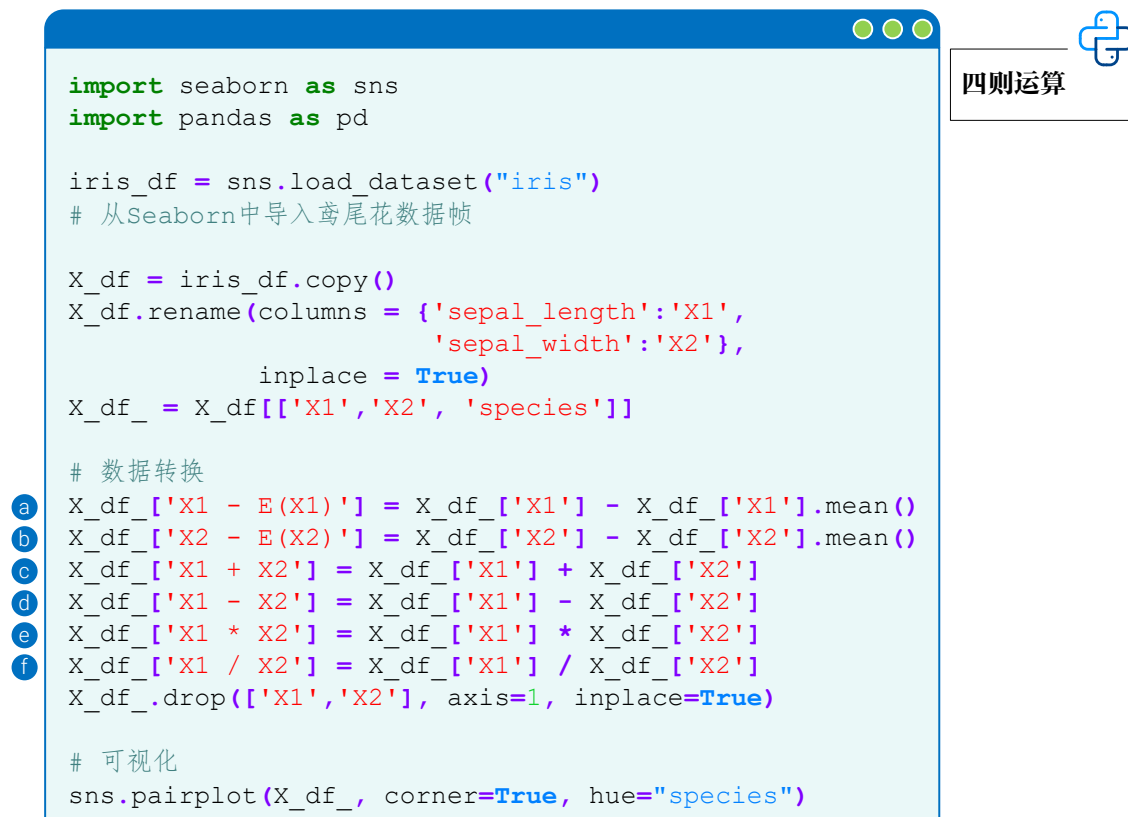 四则运算
import seaborn as sns
import pandas as pd
iris_df = sns.load_dataset("iris")
# 从Seaborn中导入鸢尾花数据帧
X_df = iris_df.copy()
X_df.rename(columns = {'sepal_length':'X1',
'sepal_width':'X2'},
inplace = True)
X_df_ = X_df[['X1','X2', 'species']]
# 数据转换
a X_df_['X1 - E(X1)'] = X_df_['X1'] - X_df_['X1'].mean()
b X_df_['X2 - E(X2)'] = X_df_['X2'] - X_df_['X2'].mean()
c X_df_['X1 + X2'] = X_df_['X1'] + X_df_['X2']
d X_df_['X1 - X2'] = X_df_['X1'] - X_df_['X2']
e X_df_['X1 * X2'] = X_df_['X1'] * X_df_['X2']
f X_df_['X1 / X2'] = X_df_['X1'] / X_df_['X2']
X_df_.drop(['X1','X2'], axis=1, inplace=True)
# 可视化
sns.pairplot(X_df_, corner=True, hue="species")